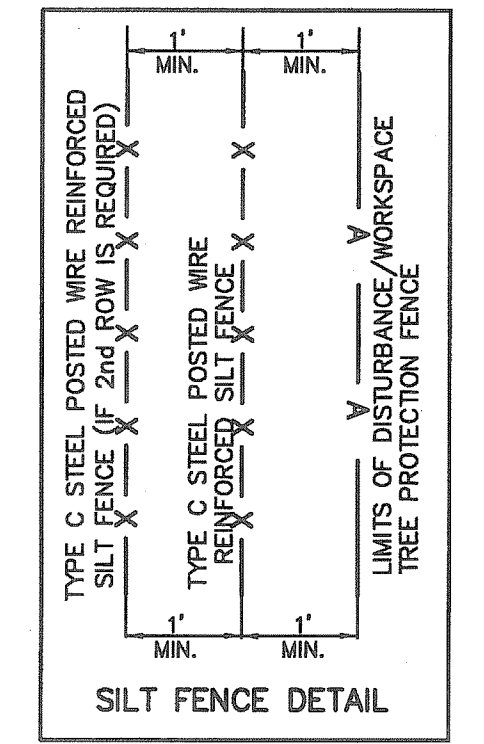 1' 1'
MIN. MIN.
TYPE C STEEL POSTED WIRE REINFORCED
SILT FENCE (IF 2nd ROW IS REQUIRED)
X X X X X
TYPE C STEEL POSTED WIRE
REINFORCED SILT FENCE
X X X X X
A A
LIMITS OF DISTURBANCE/WORKSPACE
TREE PROTECTION FENCE
1' 1'
MIN. MIN.
SILT FENCE DETAIL